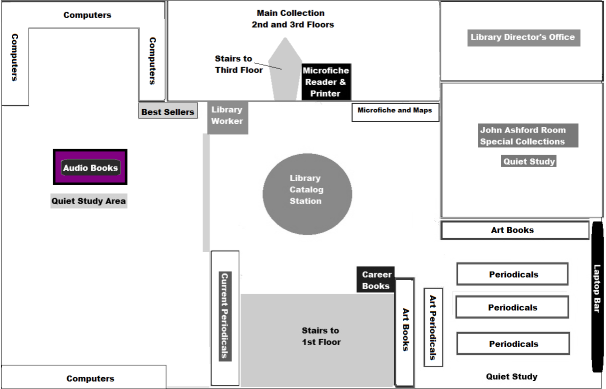 Computers
Main Collection
2nd and 3rd Floors
Library Director's Office
Computers
Computers
Stairs to
Third Floor
Microfiche
Reader &
Printer
Best Sellers
Library
Worker
Microfiche and Maps
John Ashford Room
Special Collections
Quiet Study
Audio Books
Library
Catalog
Station
Quiet Study Area
Art Books
Laptop Bar
Current Periodicals
Career
Books
Periodicals
Art Books
Art Periodicals
Periodicals
Stairs to
1st Floor
Periodicals
Computers
Quiet Study